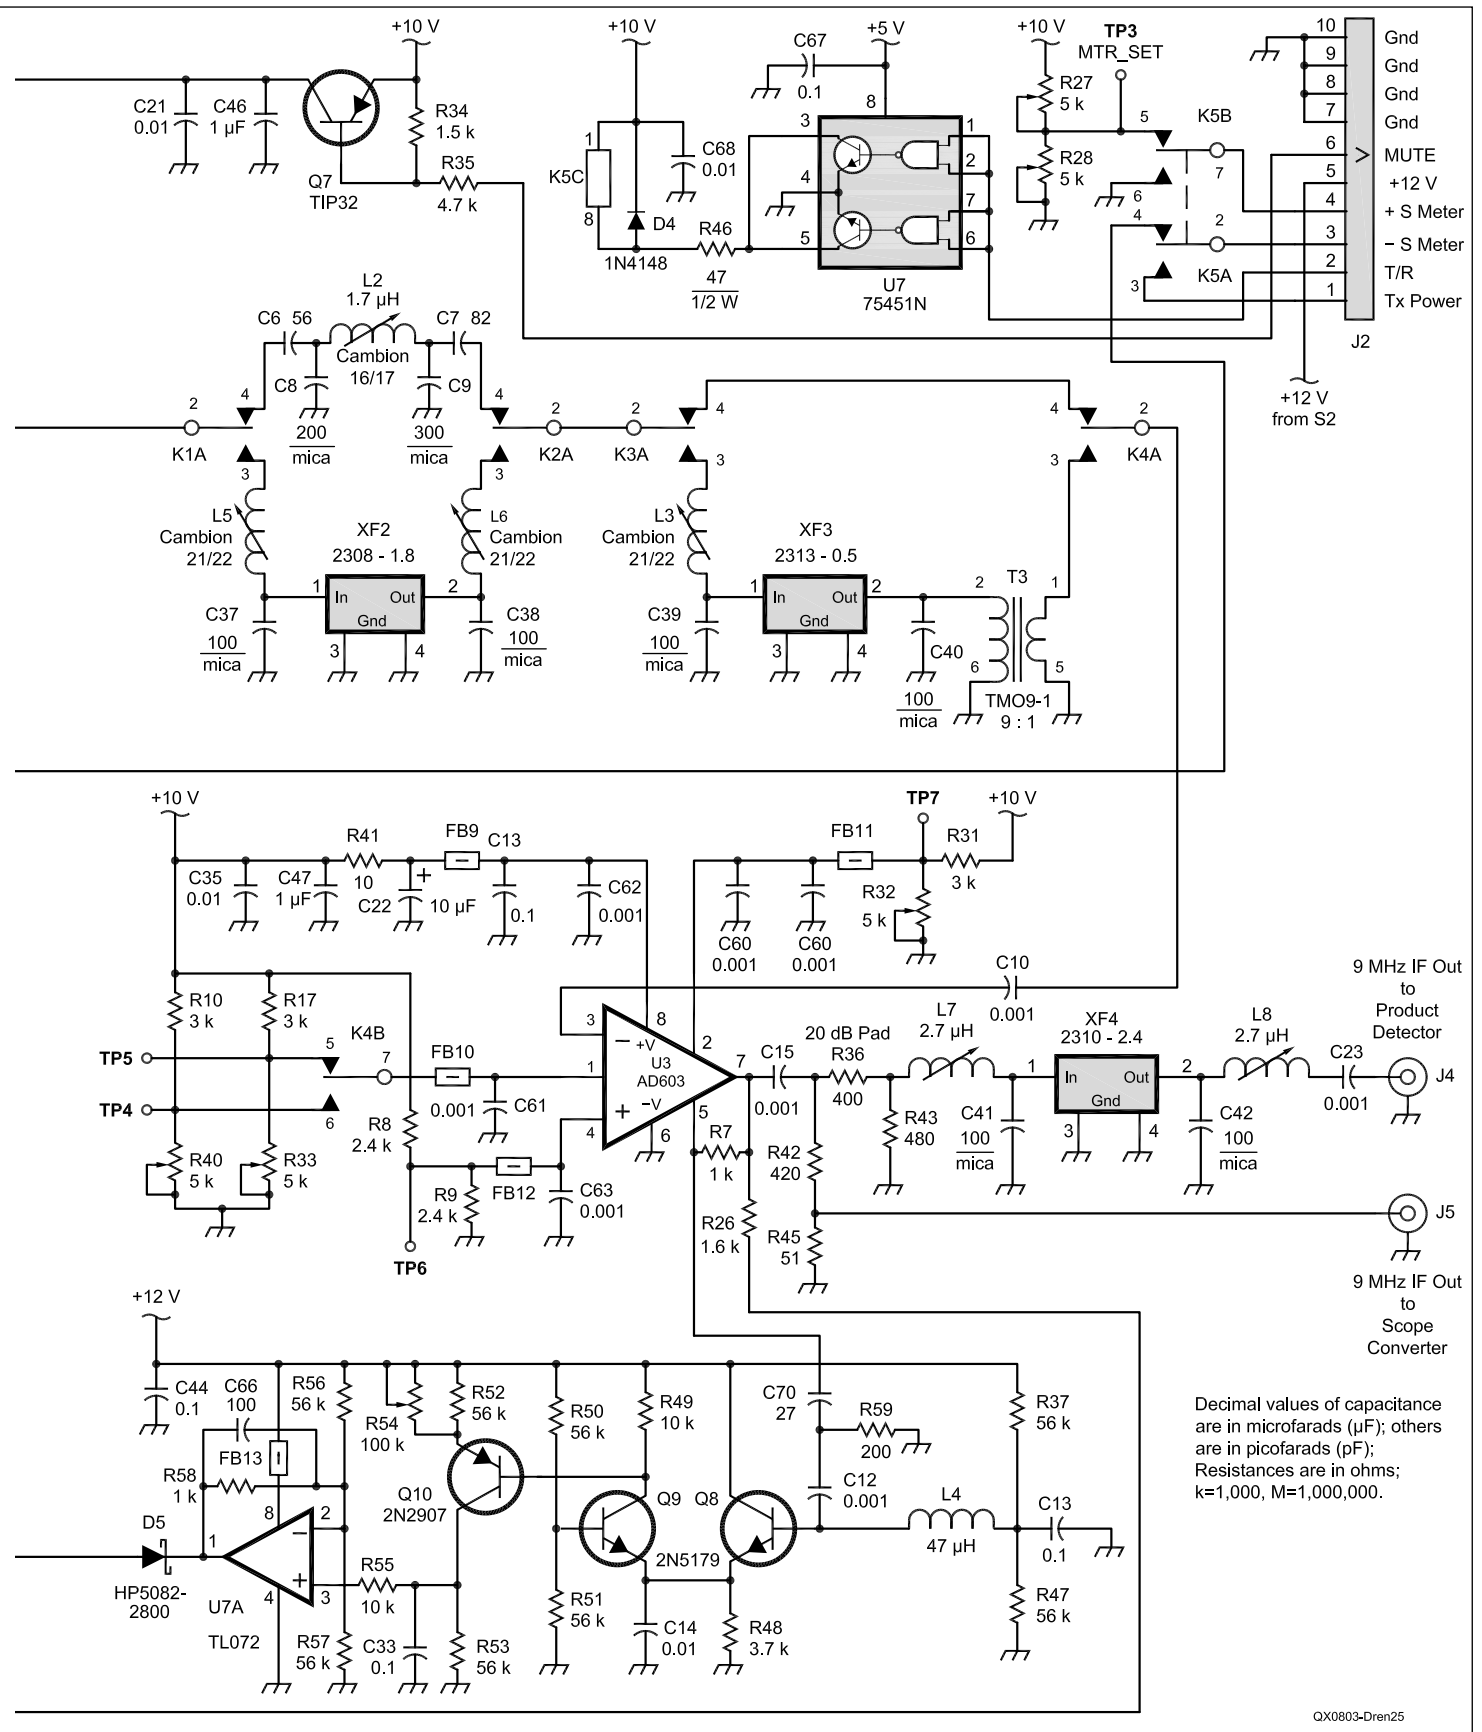 +10 V
C21
0.01
C46
1 µF
Q7
TIP32
R34
1.5 k
R35
4.7 k
+10 V
K5C
1
8
C68
0.01
D4
1N4148
R46
47
1/2 W
C67
0.1
+5 V
8
3
4
5
1
2
7
6
U7
75451N
+10 V
R27
5 k
R28
5 k
TP3
MTR_SET
5
6
4
3
K5B
7
2
K5A
10
Gnd
9
Gnd
8
Gnd
7
Gnd
6
MUTE
5
+12 V
4
+ S Meter
3
– S Meter
2
T/R
1
Tx Power
J2
+12 V
from S2
L2
1.7 µH
C6
56
C7
82
Cambion
16/17
C8
C9
200
mica
300
mica
2
K1A
4
3
4
3
2
K2A
2
K3A
4
3
4
3
2
K4A
L5
Cambion
21/22
XF2
2308 - 1.8
1
In
Out
2
Gnd
3
4
L6
Cambion
21/22
C37
100
mica
C38
100
mica
L3
Cambion
21/22
XF3
2313 - 0.5
1
In
Out
2
Gnd
3
4
C39
100
mica
C40
100
mica
T3
2
1
6
5
TMO9-1
9 : 1
+10 V
C35
0.01
C47
1 µF
R41
10
C22
+
10 µF
FB9
C13
0.1
C62
0.001
FB11
C60
0.001
C60
0.001
TP7
R31
3 k
+10 V
R32
5 k
C10
0.001
R10
3 k
R17
3 k
TP5
TP4
5
6
K4B
7
FB10
0.001
C61
R8
2.4 k
R40
5 k
R33
5 k
R9
2.4 k
FB12
C63
0.001
TP6
3
1
4
8
2
7
5
6
–
+V
U3
AD603
–V
+
C15
0.001
20 dB Pad
R36
400
R43
480
R42
420
R45
51
R7
1 k
R26
1.6 k
L7
2.7 µH
C41
100
mica
XF4
2310 - 2.4
1
In
Out
2
Gnd
3
4
C42
100
mica
L8
2.7 µH
C23
0.001
9 MHz IF Out
to
Product
Detector
J4
J5
9 MHz IF Out
to
Scope
Converter
+12 V
C44
0.1
C66
100
FB13
R58
1 k
D5
HP5082-
2800
1
8
2
–
+
3
4
U7A
TL072
R56
56 k
R57
56 k
R54
100 k
R52
56 k
Q10
2N2907
R55
10 k
C33
0.1
R53
56 k
R50
56 k
R51
56 k
R49
10 k
Q9
Q8
2N5179
C14
0.01
R48
3.7 k
C70
27
R59
200
C12
0.001
L4
47 µH
R37
56 k
C13
0.1
R47
56 k
Decimal values of capacitance
are in microfarads (µF); others
are in picofarads (pF);
Resistances are in ohms;
k=1,000, M=1,000,000.
QX0803-Dren25